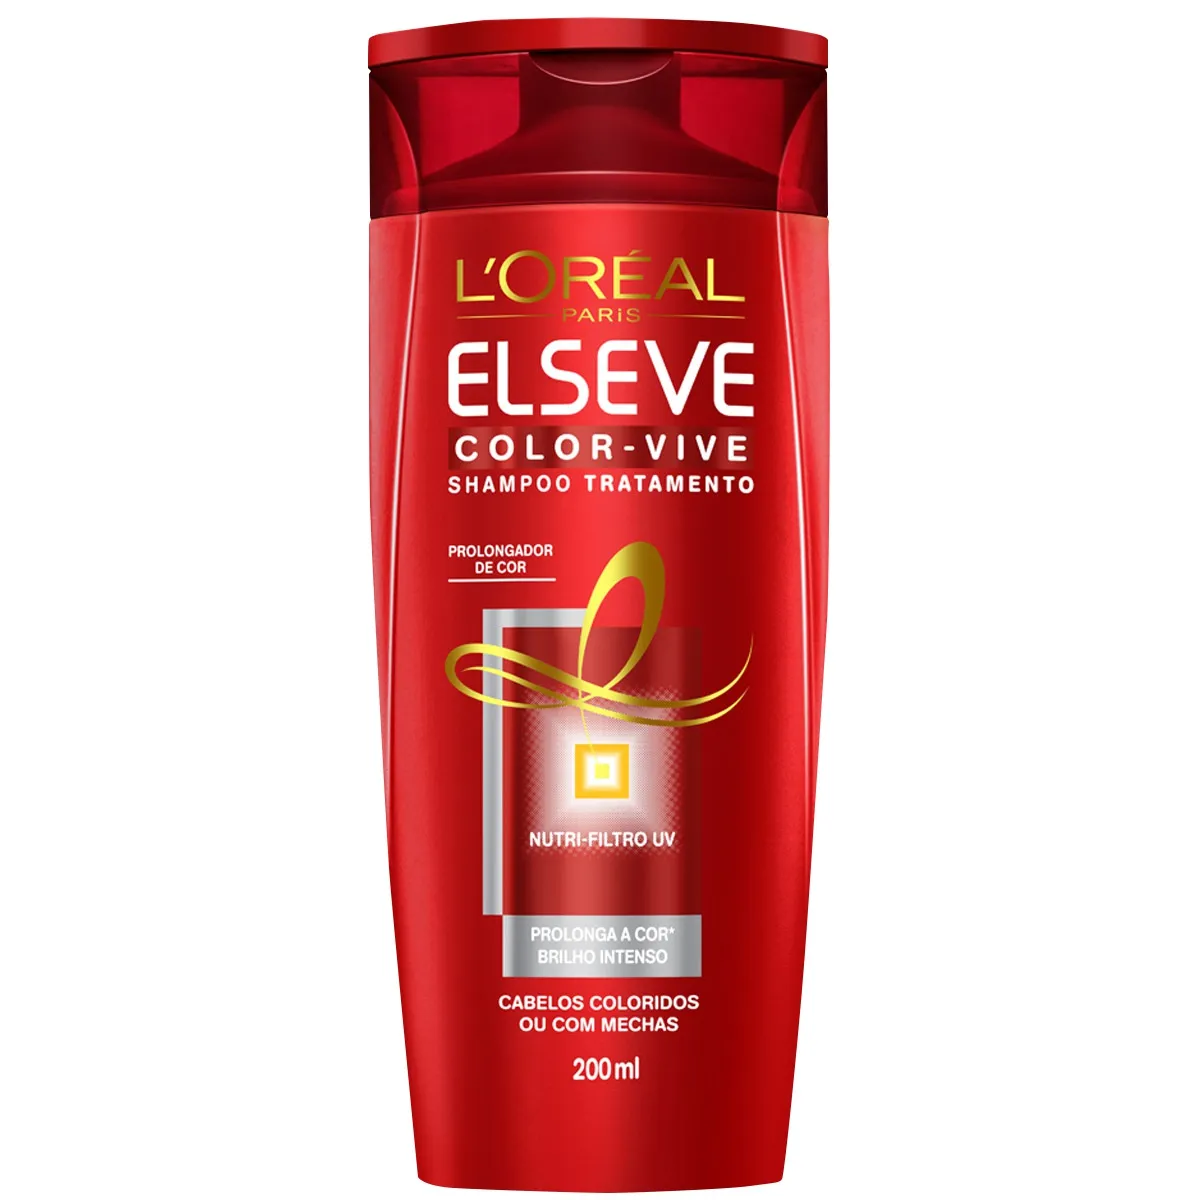 L'ORÉAL
PARiS
ELSEVE
COLOR-VIVE
SHAMPOO TRATAMENTO
PROLONGADOR
DE COR
NUTRI-FILTRO UV
PROLONGA A COR*
BRILHO INTENSO
CABELOS COLORIDOS
OU COM MECHAS
200ml